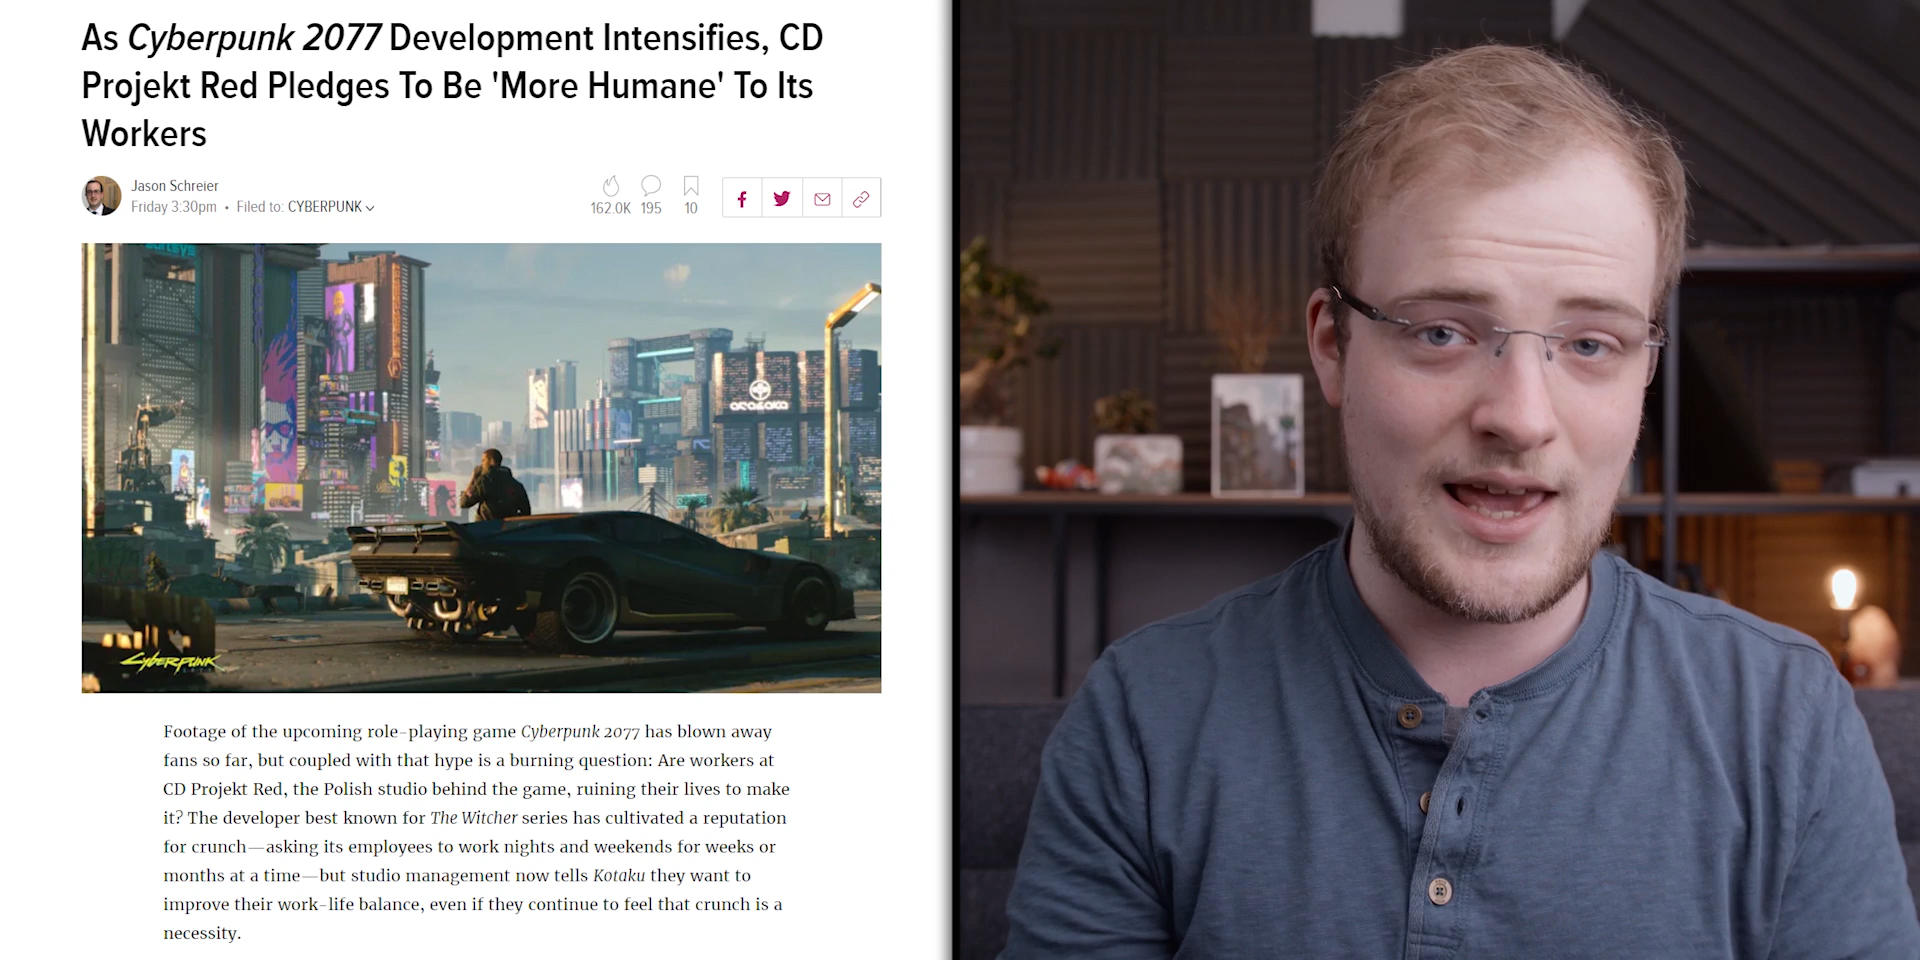 As Cyberpunk 2077 Development Intensifies, CD
Projekt Red Pledges To Be 'More Humane' To Its
Workers
Jason Schreier
Friday 3:30pm • Filed to: CYBERPUNK
162.0K 195 10
arasaka
Cyberpunk
Footage of the upcoming role-playing game Cyberpunk 2077 has blown away
fans so far, but coupled with that hype is a burning question: Are workers at
CD Projekt Red, the Polish studio behind the game, ruining their lives to make
it? The developer best known for The Witcher series has cultivated a reputation
for crunch—asking its employees to work nights and weekends for weeks or
months at a time—but studio management now tells Kotaku they want to
improve their work-life balance, even if they continue to feel that crunch is a
necessity.